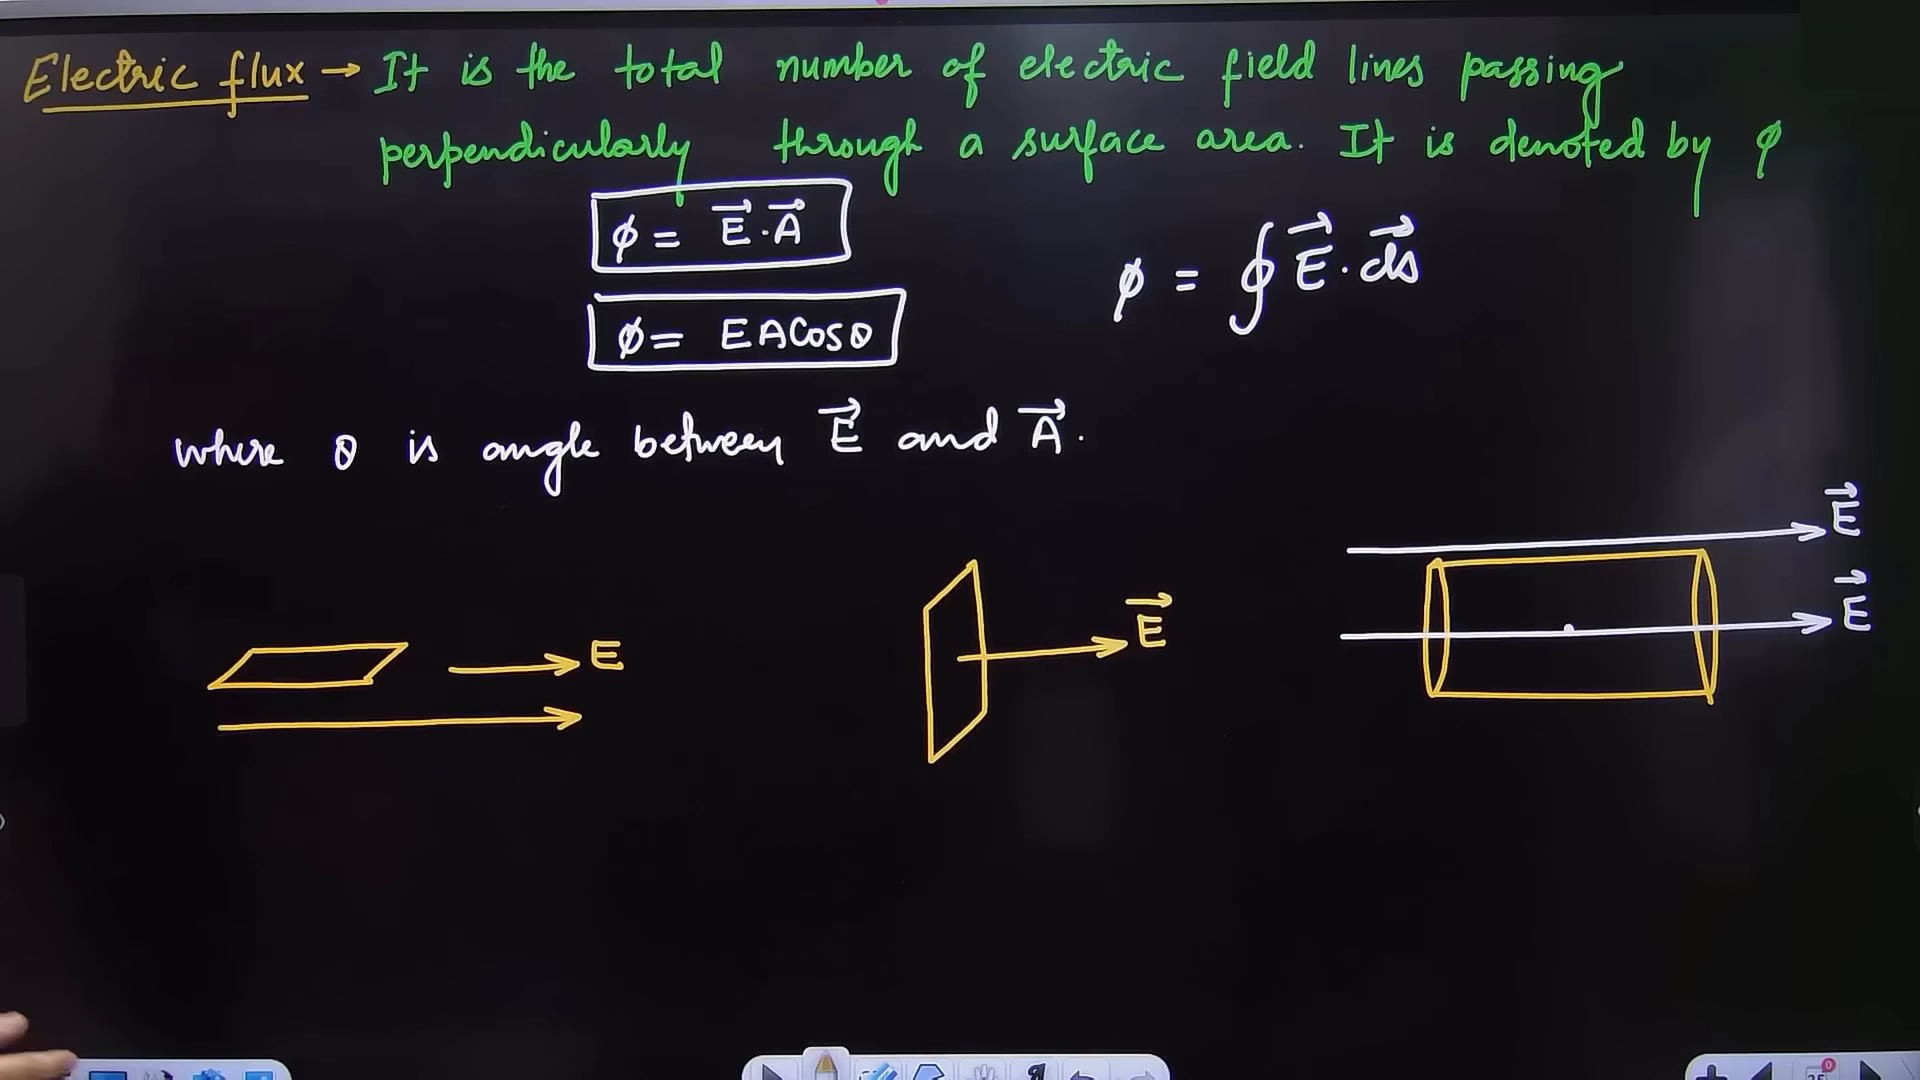 Electric flux → It is the total number of electric field lines passing
perpendicularly through a surface area. It is denoted by ϕ
ϕ = E⃗·A⃗
ϕ = ∮E⃗·ds⃗
ϕ = EACosθ
where θ is angle between E⃗ and A⃗.
E⃗
E⃗
E⃗
E